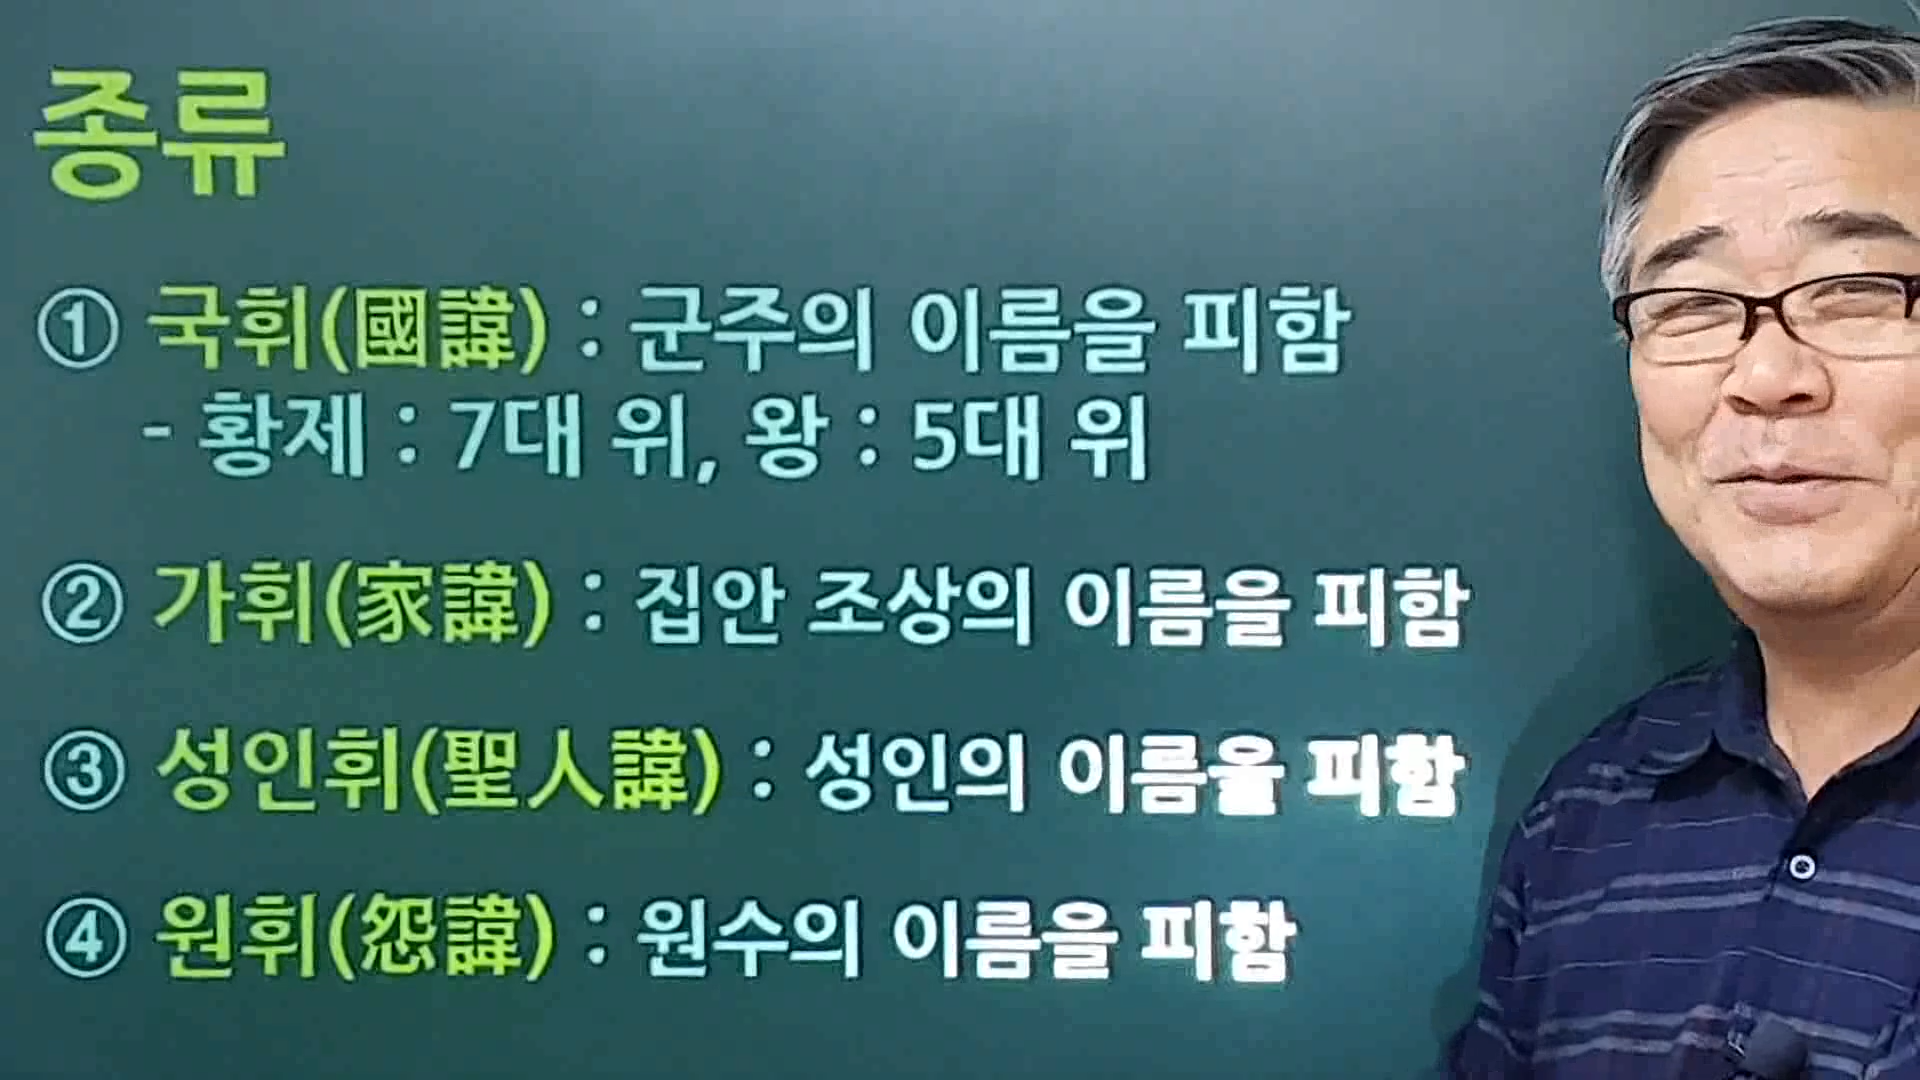 종류
① 국휘(國諱) : 군주의 이름을 피함
- 황제 : 7대 위, 왕 : 5대 위
② 가휘(家諱) : 집안 조상의 이름을 피함
③ 성인휘(聖人諱) : 성인의 이름을 피함
④ 원휘(怨諱) : 원수의 이름을 피함